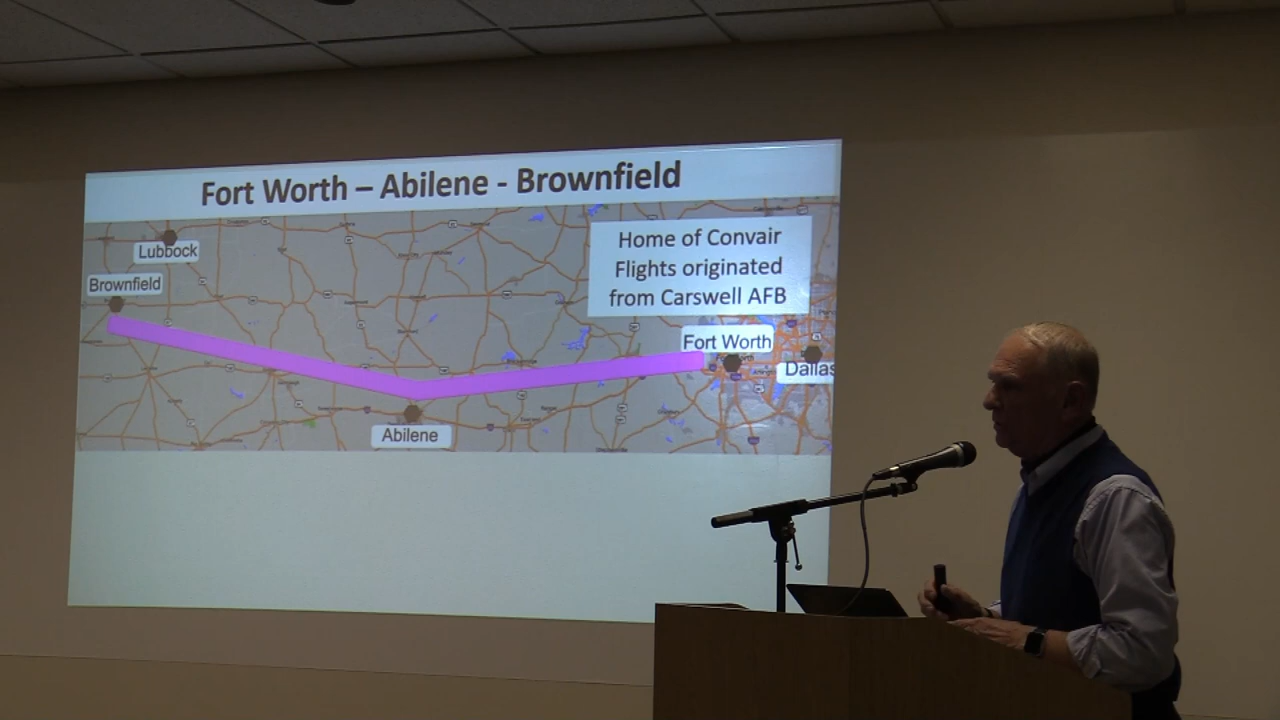 Fort Worth – Abilene - Brownfield
Home of Convair
Flights originated
from Carswell AFB
Lubbock
Brownfield
Fort Worth
Dallas
Abilene